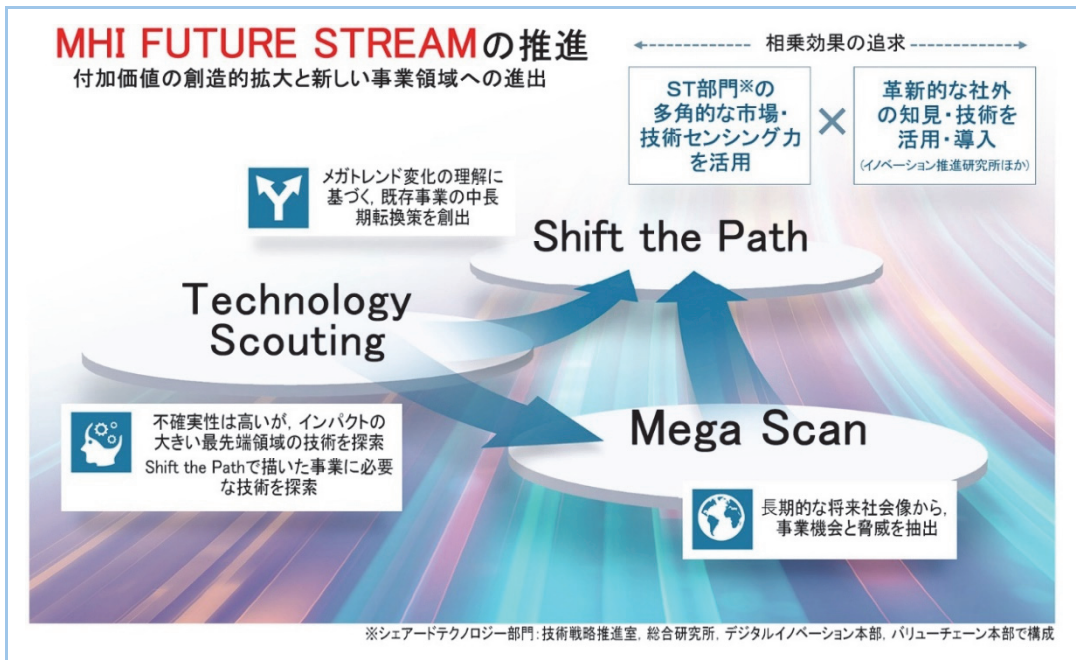 MHI FUTURE STREAMの推進
付加価値の創造的拡大と新しい事業領域への進出
相乗効果の追求
ST部門※の
多角的な市場・
技術センシング力
を活用
×
革新的な社外
の知見・技術を
活用・導入
(イノベーション推進研究所ほか)
メガトレンド変化の理解に
基づく, 既存事業の中長
期転換策を創出
Shift the Path
Technology
Scouting
不確実性は高いが, インパクトの
大きい最先端領域の技術を探索
Shift the Pathで描いた事業に必要
な技術を探索
Mega Scan
長期的な将来社会像から,
事業機会と脅威を抽出
※シェアードテクノロジー部門：技術戦略推進室, 総合研究所, デジタルイノベーション本部, バリューチェーン本部で構成